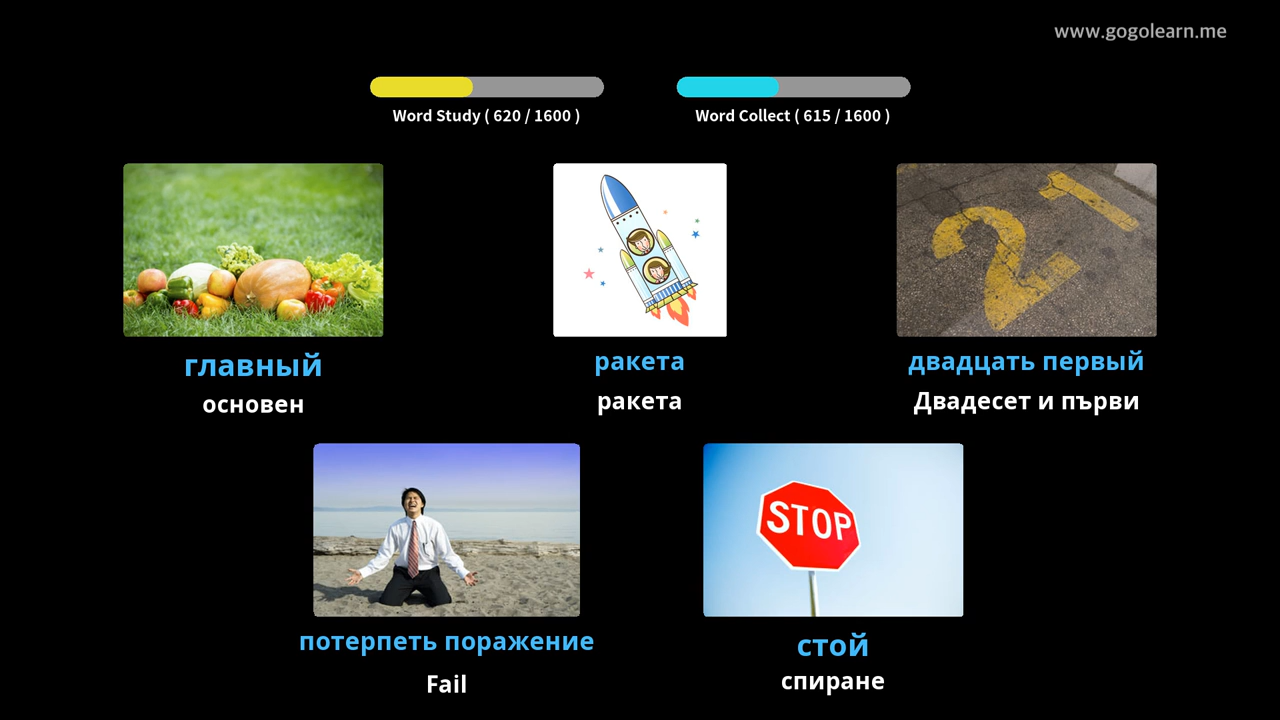 www.gogolearn.me
Word Study ( 620 / 1600 )
Word Collect ( 615 / 1600 )
21
главный
основен
ракета
ракета
двадцать первый
Двадесет и първи
STOP
потерпеть поражение
Fail
стой
спиране